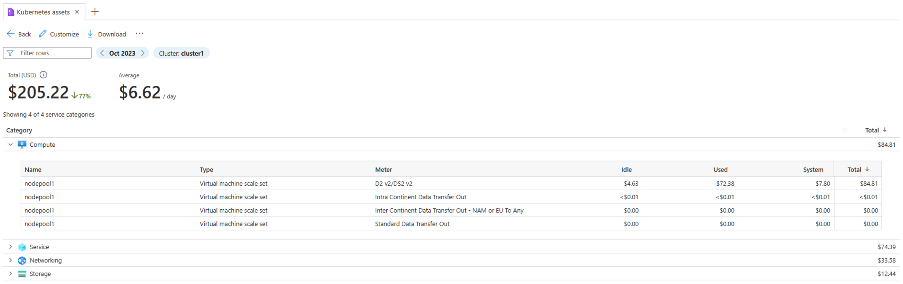 Kubernetes assets
Back Customize Download ...
Filter rows Oct 2023 Cluster: cluster1
Total (USD) Average
$205.22 77% $6.62 / day
Showing 4 of 4 service categories
Category Total
Compute $84.81
Name Type Meter Idle Used System Total
nodepool1 Virtual machine scale set D2 v2/DS2 v2 $4.63 $72.38 $7.80 $84.81
nodepool1 Virtual machine scale set Intra Continent Data Transfer Out <$0.01 <$0.01 <$0.01 <$0.01
nodepool1 Virtual machine scale set Inter Continent Data Transfer Out - NAM or EU To Any $0.00 $0.00 $0.00 $0.00
nodepool1 Virtual machine scale set Standard Data Transfer Out $0.00 $0.00 $0.00 $0.00
Service $74.39
Networking $33.58
Storage $12.44